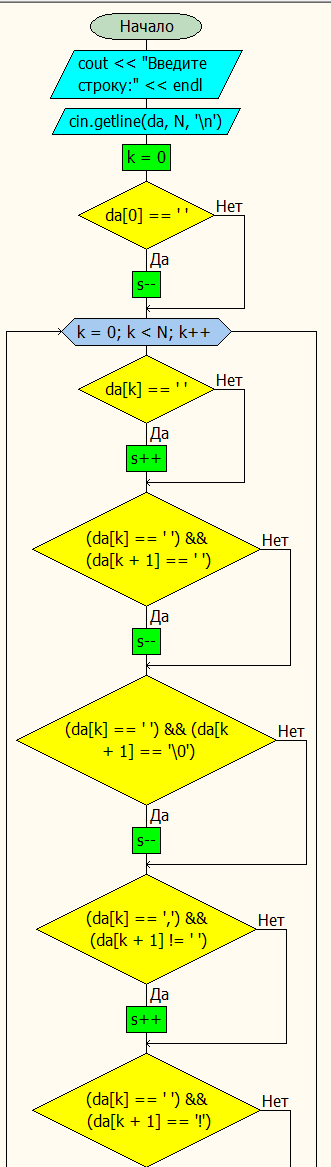 Начало
cout << "Введите
строку:" << endl
cin.getline(da, N, '\n')
k = 0
da[0] == ' '
Нет
Да
s--
k = 0; k < N; k++
da[k] == ' '
Нет
Да
s++
(da[k] == ' ') &&
(da[k + 1] == ' ')
Нет
Да
s--
(da[k] == ' ') && (da[k
+ 1] == '\0')
Нет
Да
s--
(da[k] == ',') &&
(da[k + 1] != ' ')
Нет
Да
s++
(da[k] == ' ') &&
(da[k + 1] == '!')
Нет